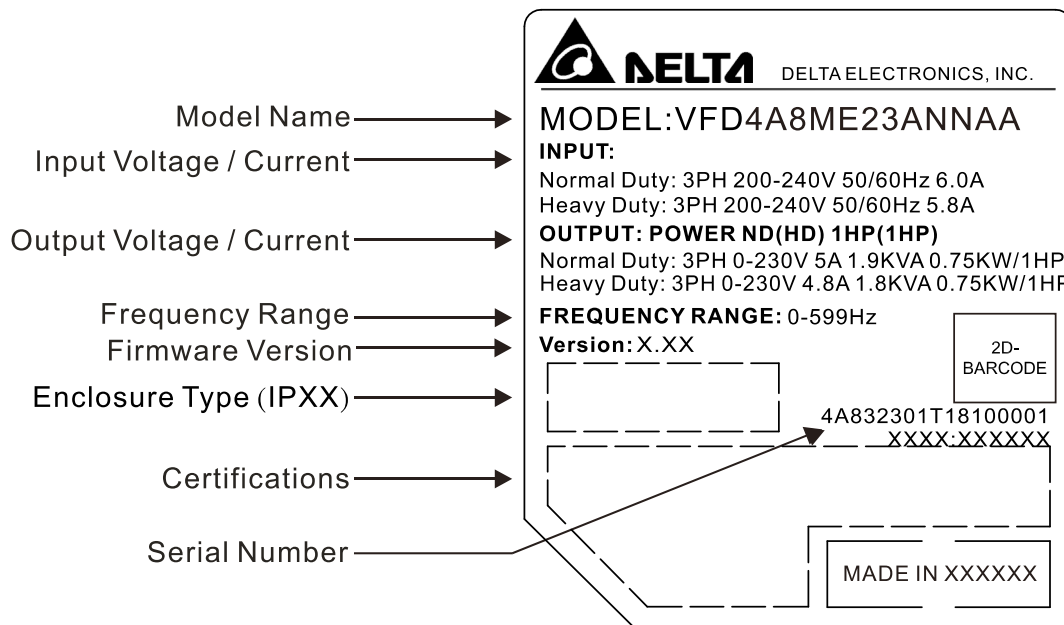 DELTA DELTA ELECTRONICS, INC.
Model Name
MODEL:VFD4A8ME23ANNAA
Input Voltage / Current
INPUT:
Normal Duty: 3PH 200-240V 50/60Hz 6.0A
Heavy Duty: 3PH 200-240V 50/60Hz 5.8A
Output Voltage / Current
OUTPUT: POWER ND(HD) 1HP(1HP)
Normal Duty: 3PH 0-230V 5A 1.9KVA 0.75KW/1HP
Heavy Duty: 3PH 0-230V 4.8A 1.8KVA 0.75KW/1HP
Frequency Range
FREQUENCY RANGE: 0-599Hz
Firmware Version
Version: X.XX
2D-
BARCODE
Enclosure Type (IPXX)
4A832301T18100001
XXXX:XXXXXX
Certifications
Serial Number
MADE IN XXXXXX